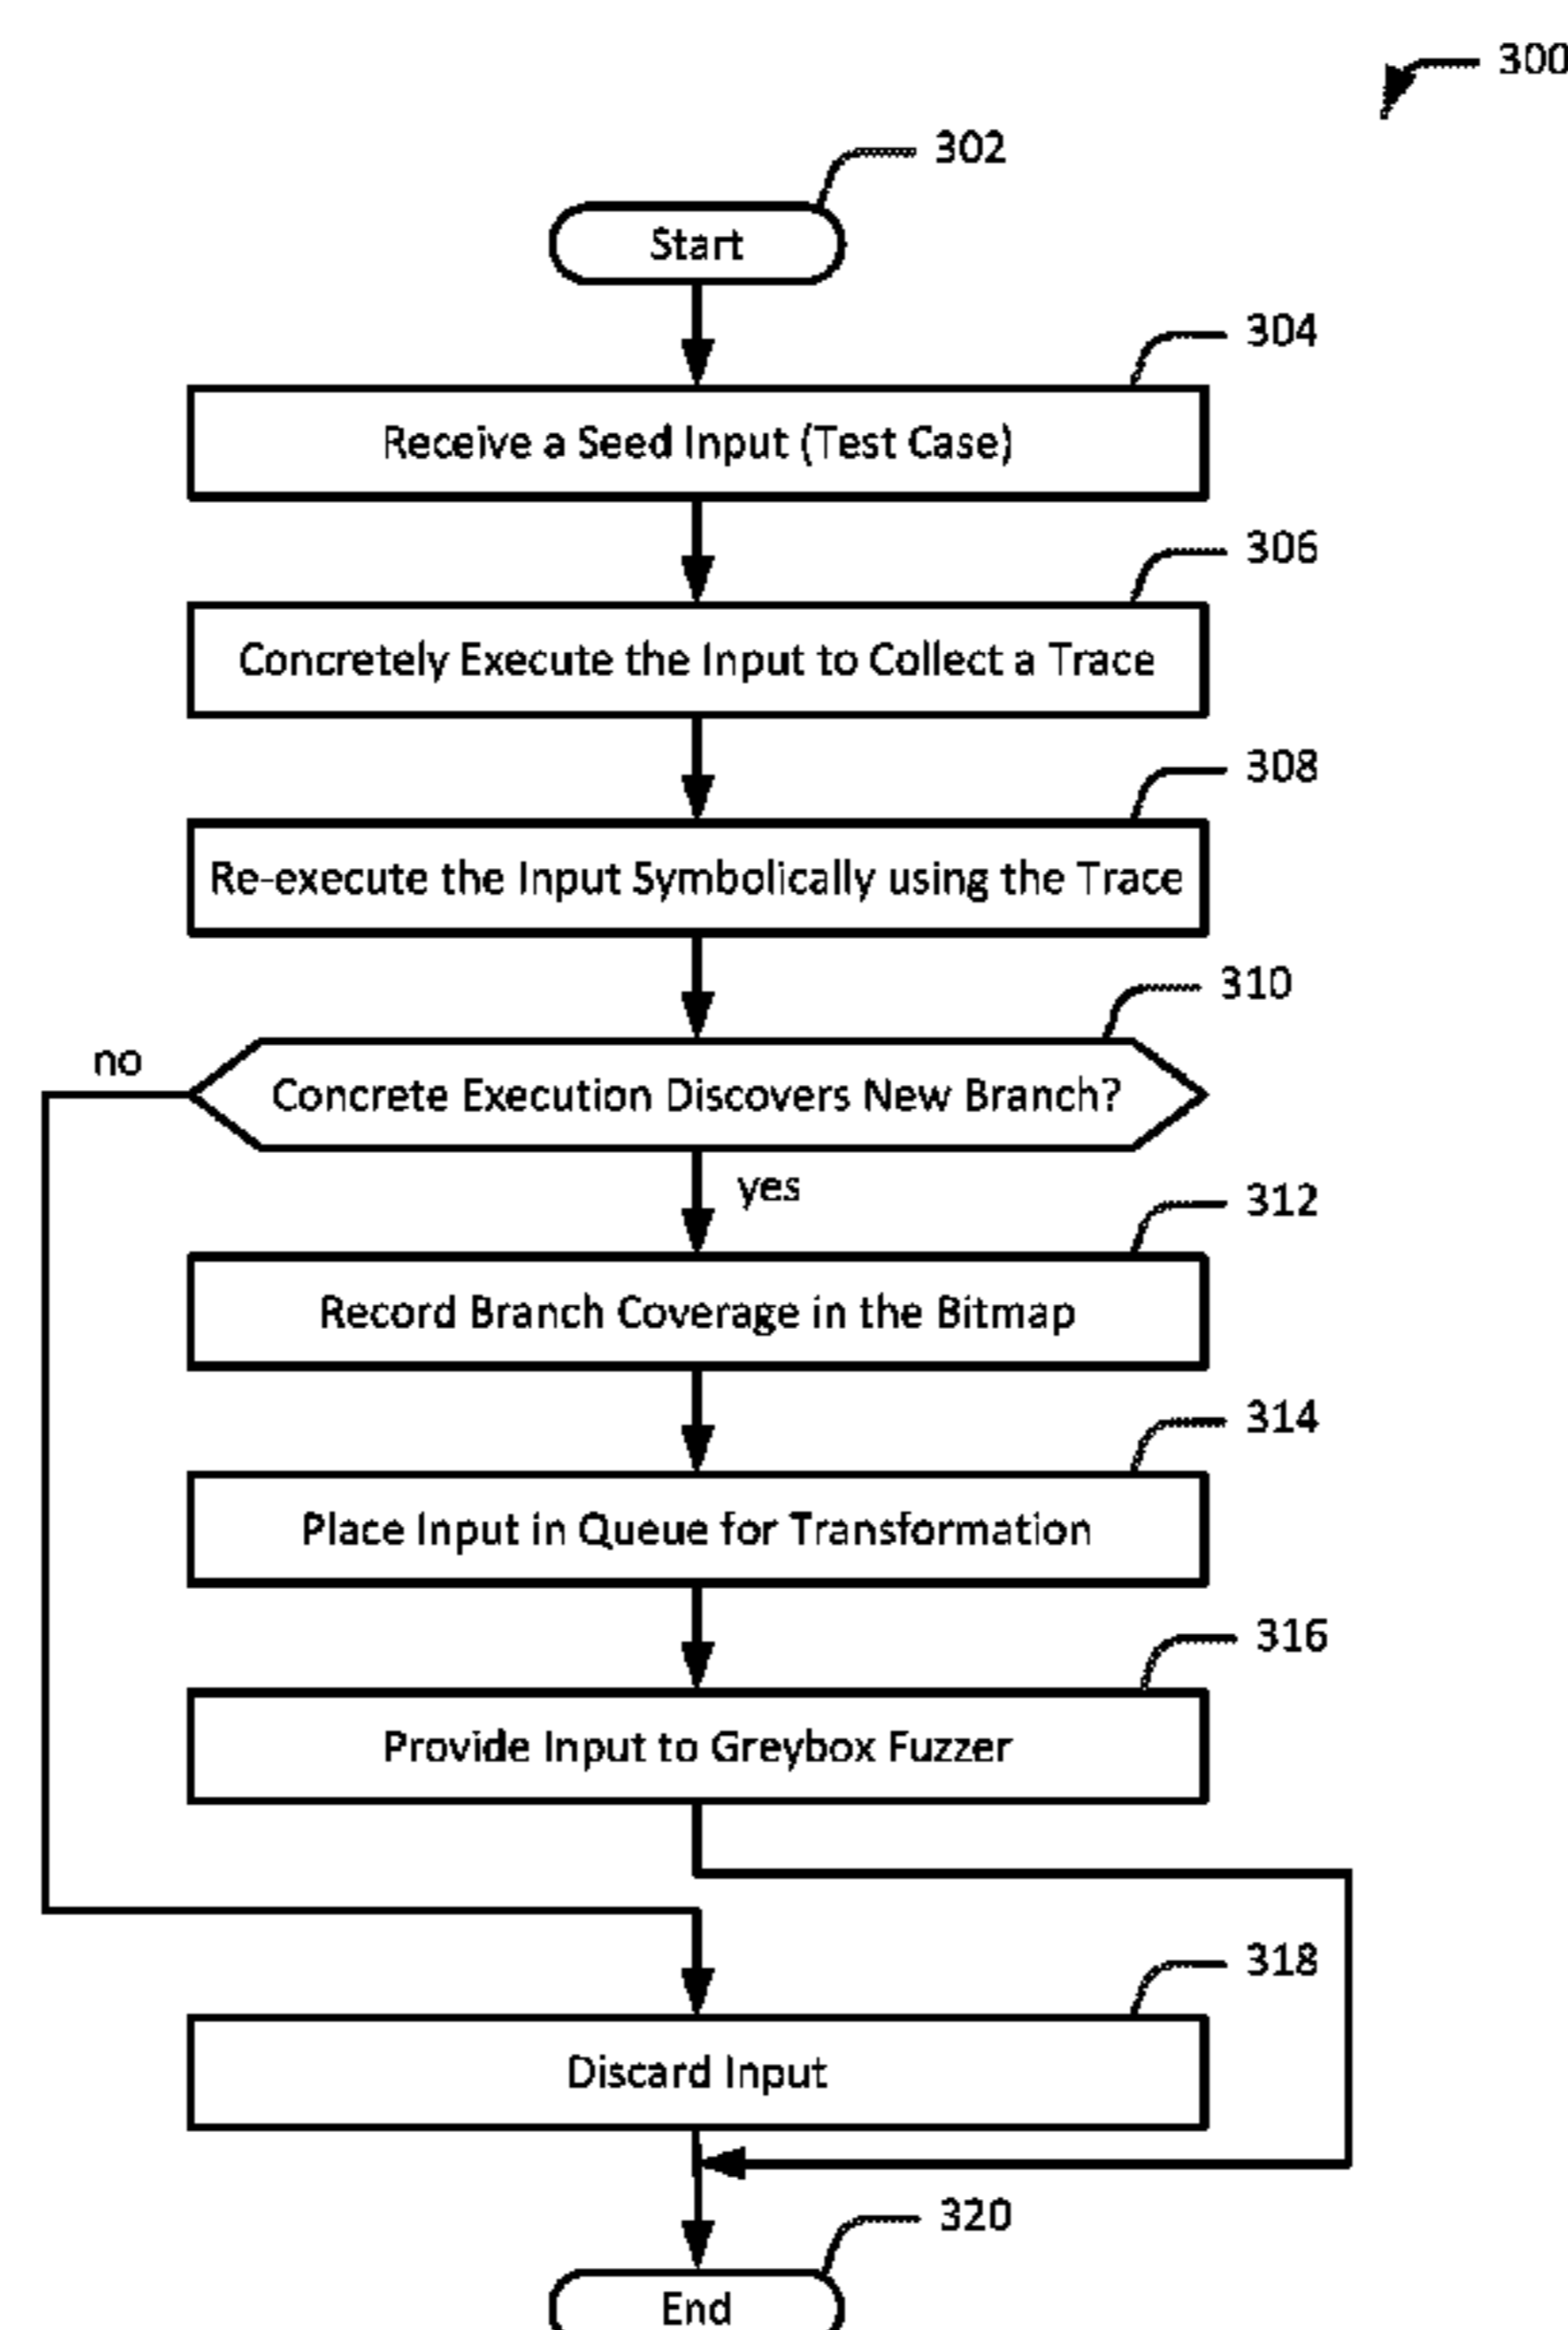 300
302
Start
304
Receive a Seed Input (Test Case)
306
Concretely Execute the Input to Collect a Trace
308
Re-execute the Input Symbolically using the Trace
310
no
Concrete Execution Discovers New Branch?
yes
312
Record Branch Coverage in the Bitmap
314
Place Input in Queue for Transformation
316
Provide Input to Greybox Fuzzer
318
Discard Input
320
End